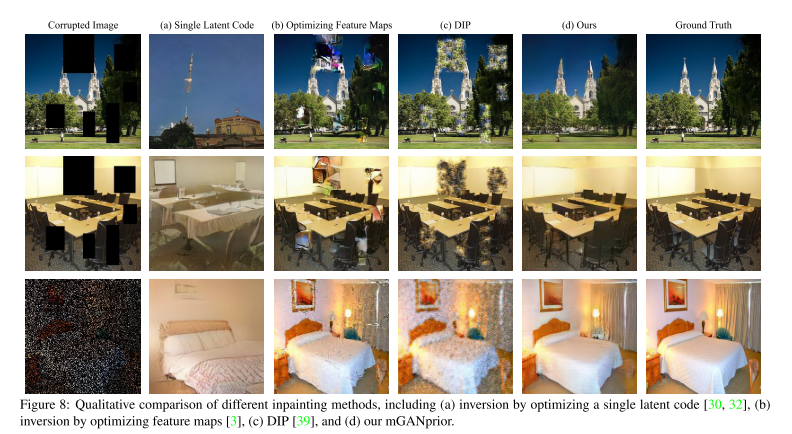 Corrupted Image (a) Single Latent Code (b) Optimizing Feature Maps (c) DIP (d) Ours Ground Truth
Figure 8: Qualitative comparison of different inpainting methods, including (a) inversion by optimizing a single latent code [30, 32], (b)
inversion by optimizing feature maps [3], (c) DIP [39], and (d) our mGANprior.